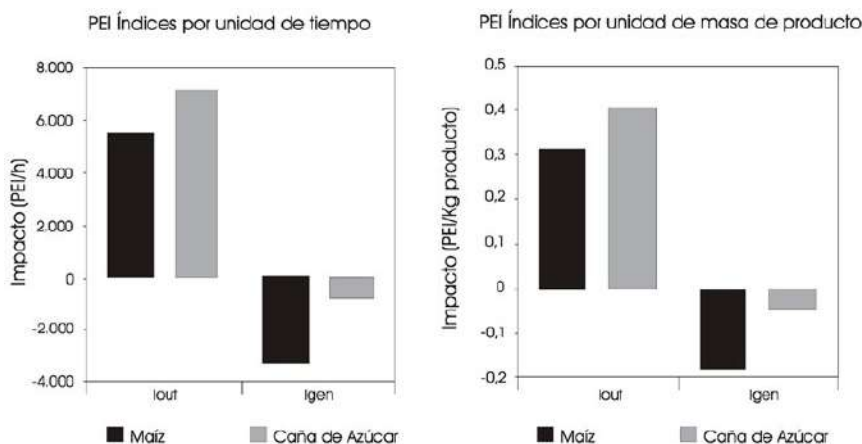 PEI Índices por unidad de tiempo
Impacto (PEI/h)
8.000
6.000
4.000
2.000
0
-2.000
-4.000
Iout
Igen
Maíz
Caña de Azúcar
PEI Índices por unidad de masa de producto
Impacto (PEI/Kg producto)
0.5
0,4
0,3
0,2
0,1
0
-0,1
-0,2
Iout
Igen
Maíz
Caña de Azúcar